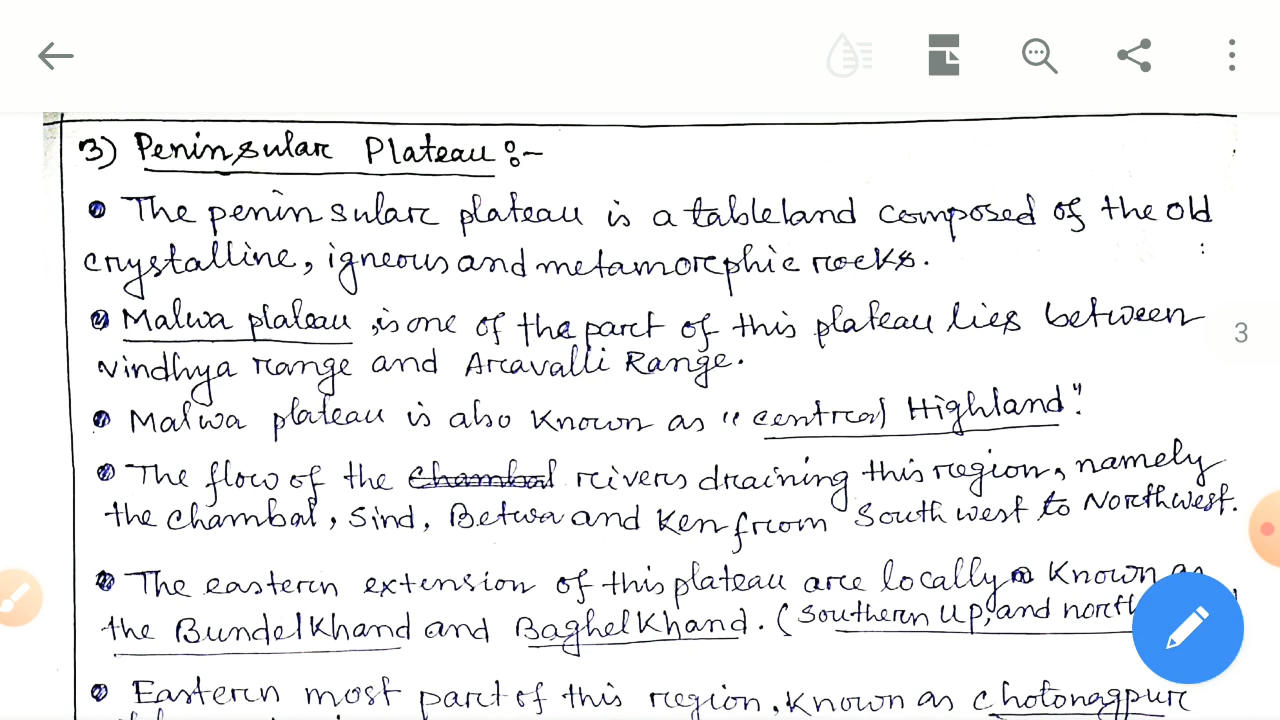 3) Peninsular Plateau :-
The peninsular plateau is a tableland composed of the old
crystalline, igneous and metamorphic rocks.
Malwa plateau, is one of the part of this plateau lies between
vindhya range and Aravalli Range.
3
Malwa plateau is also known as "central Highland".
The flow of the Chambal rivers draining this region, namely
the chambal, Sind, Betwa and Ken from South west to Northwest.
The eastern extension of this plateau are locally known as
the Bundelkhand and Baghelkhand. (Southern Up, and
Eastern most part of this region, known as chotonagpur